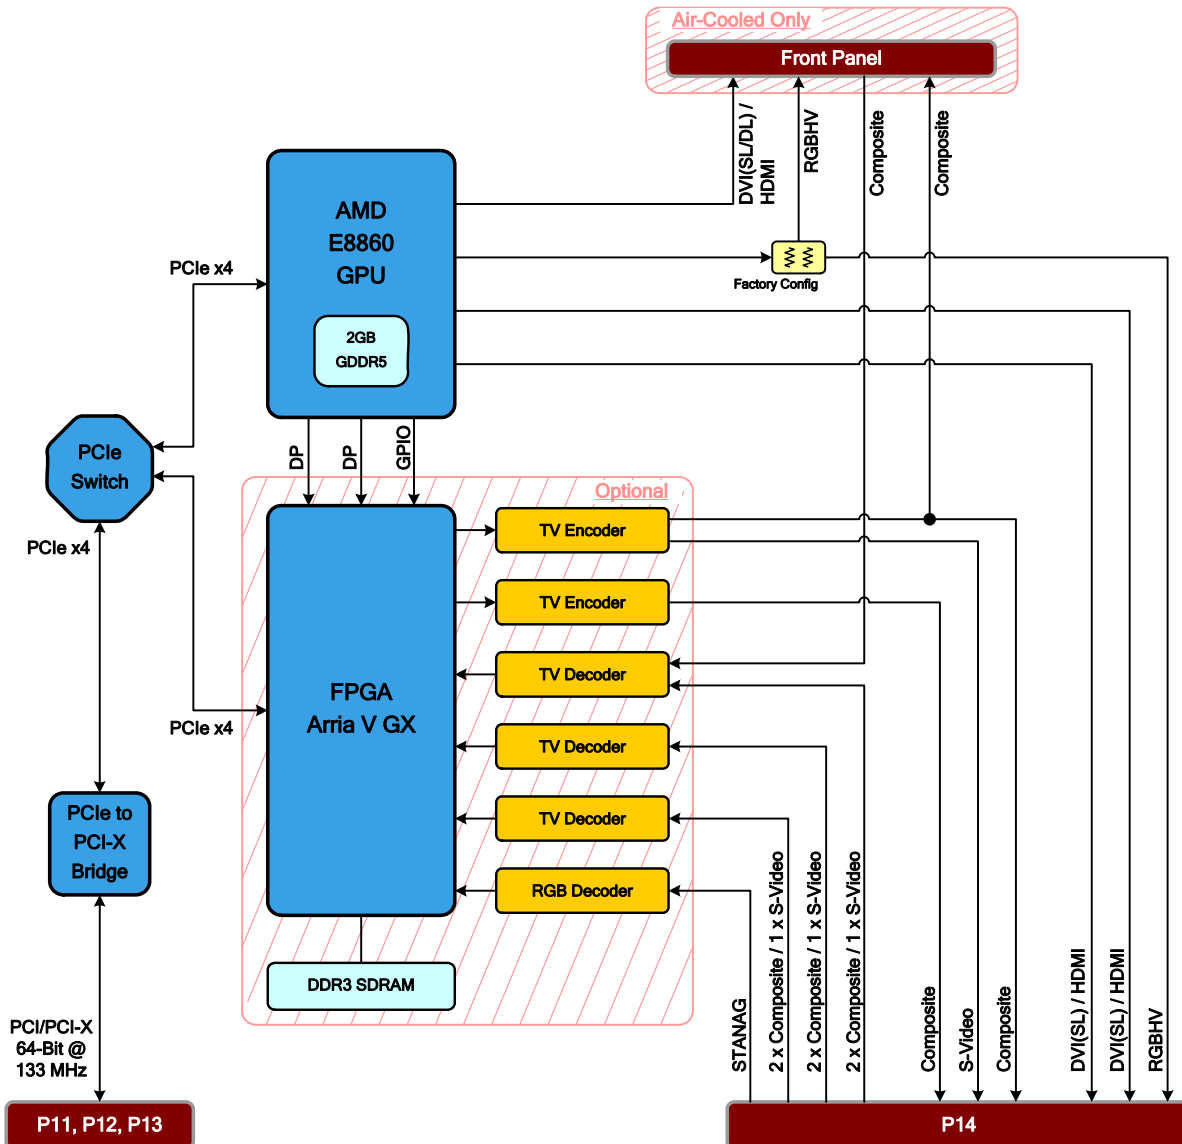 Air-Cooled Only
Front Panel
DVI(SL/DL) /
HDMI
RGBHV
Composite
Composite
AMD
E8860
GPU
2GB
GDDR5
PCIe x4
Factory Config
PCIe
Switch
DP
DP
GPIO
Optional
PCIe x4
TV Encoder
TV Encoder
TV Decoder
TV Decoder
TV Decoder
RGB Decoder
FPGA
Arria V GX
PCIe x4
PCIe to
PCI-X
Bridge
DDR3 SDRAM
PCI/PCI-X
64-Bit @
133 MHz
STANAG
2 x Composite / 1 x S-Video
2 x Composite / 1 x S-Video
2 x Composite / 1 x S-Video
Composite
S-Video
Composite
DVI(SL) / HDMI
DVI(SL) / HDMI
RGBHV
P11, P12, P13
P14